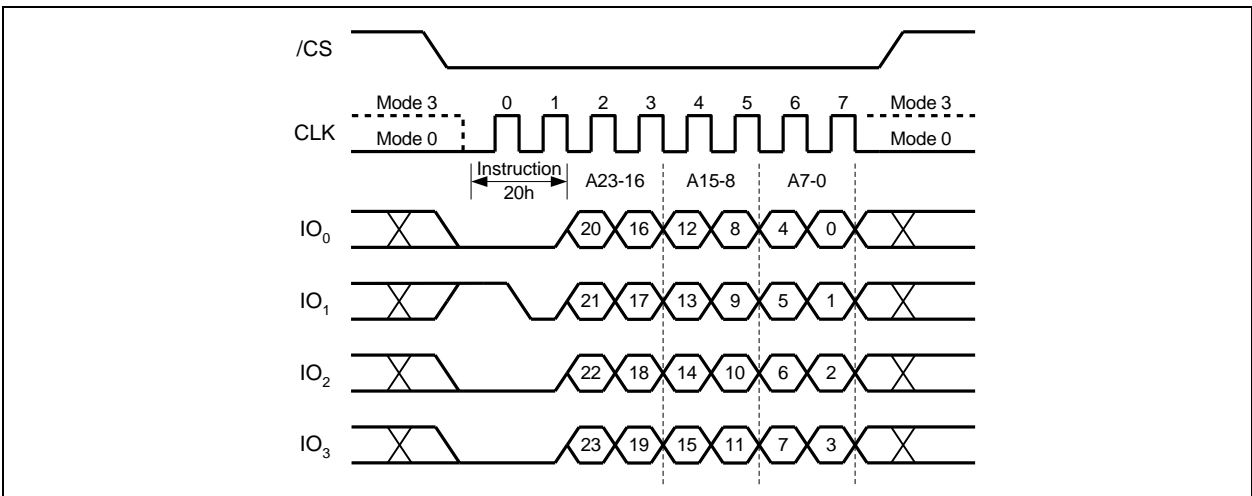 /CS
Mode 3 0 1 2 3 4 5 6 7 Mode 3
CLK
Mode 0 Mode 0
Instruction A23-16 A15-8 A7-0
20h
IO0 20 16 12 8 4 0
IO1 21 17 13 9 5 1
IO2 22 18 14 10 6 2
IO3 23 19 15 11 7 3